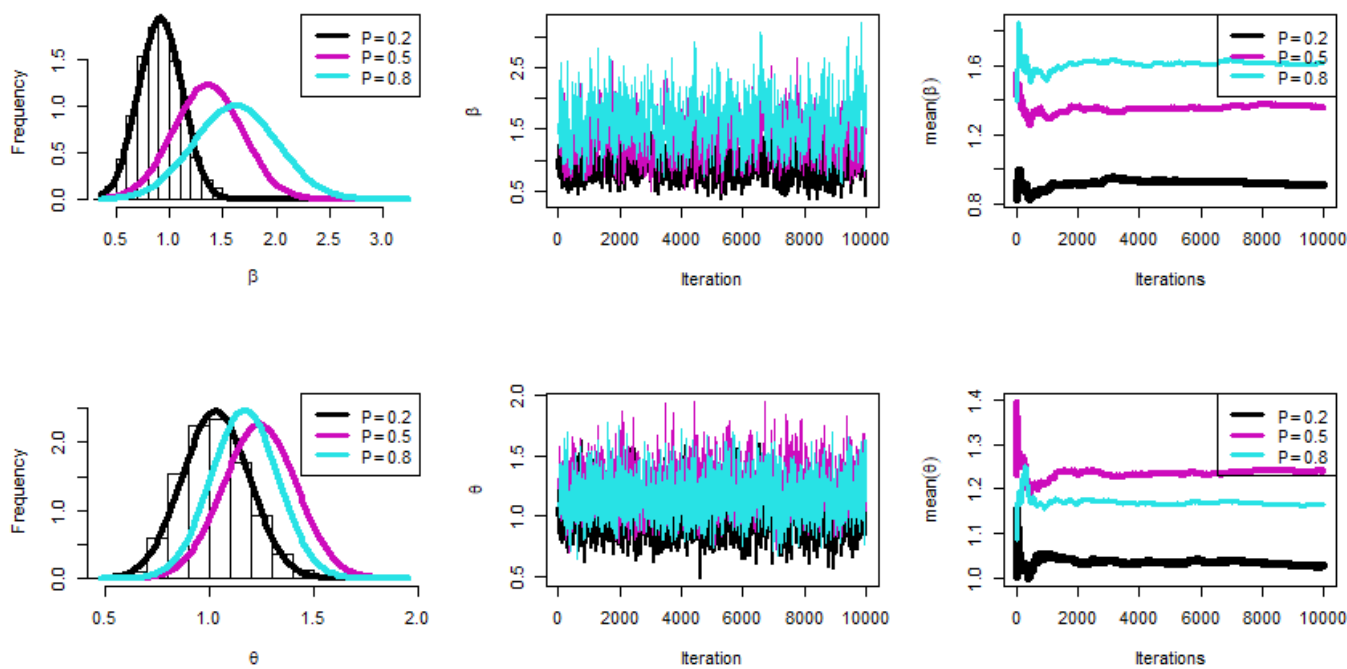 Frequency
0.0 0.5 1.0 1.5
0.5 1.0 1.5 2.0 2.5 3.0
β
P = 0.2
P = 0.5
P = 0.8
β
0.5 1.5 2.5
0 2000 4000 6000 8000 10000
Iteration
mean(β)
0.8 1.2 1.6
0 2000 4000 6000 8000 10000
Iterations
P = 0.2
P = 0.5
P = 0.8
Frequency
0.0 1.0 2.0
0.5 1.0 1.5 2.0
θ
P = 0.2
P = 0.5
P = 0.8
θ
0.5 1.0 1.5 2.0
0 2000 4000 6000 8000 10000
Iteration
mean(θ)
1.0 1.1 1.2 1.3 1.4
0 2000 4000 6000 8000 10000
Iterations
P = 0.2
P = 0.5
P = 0.8